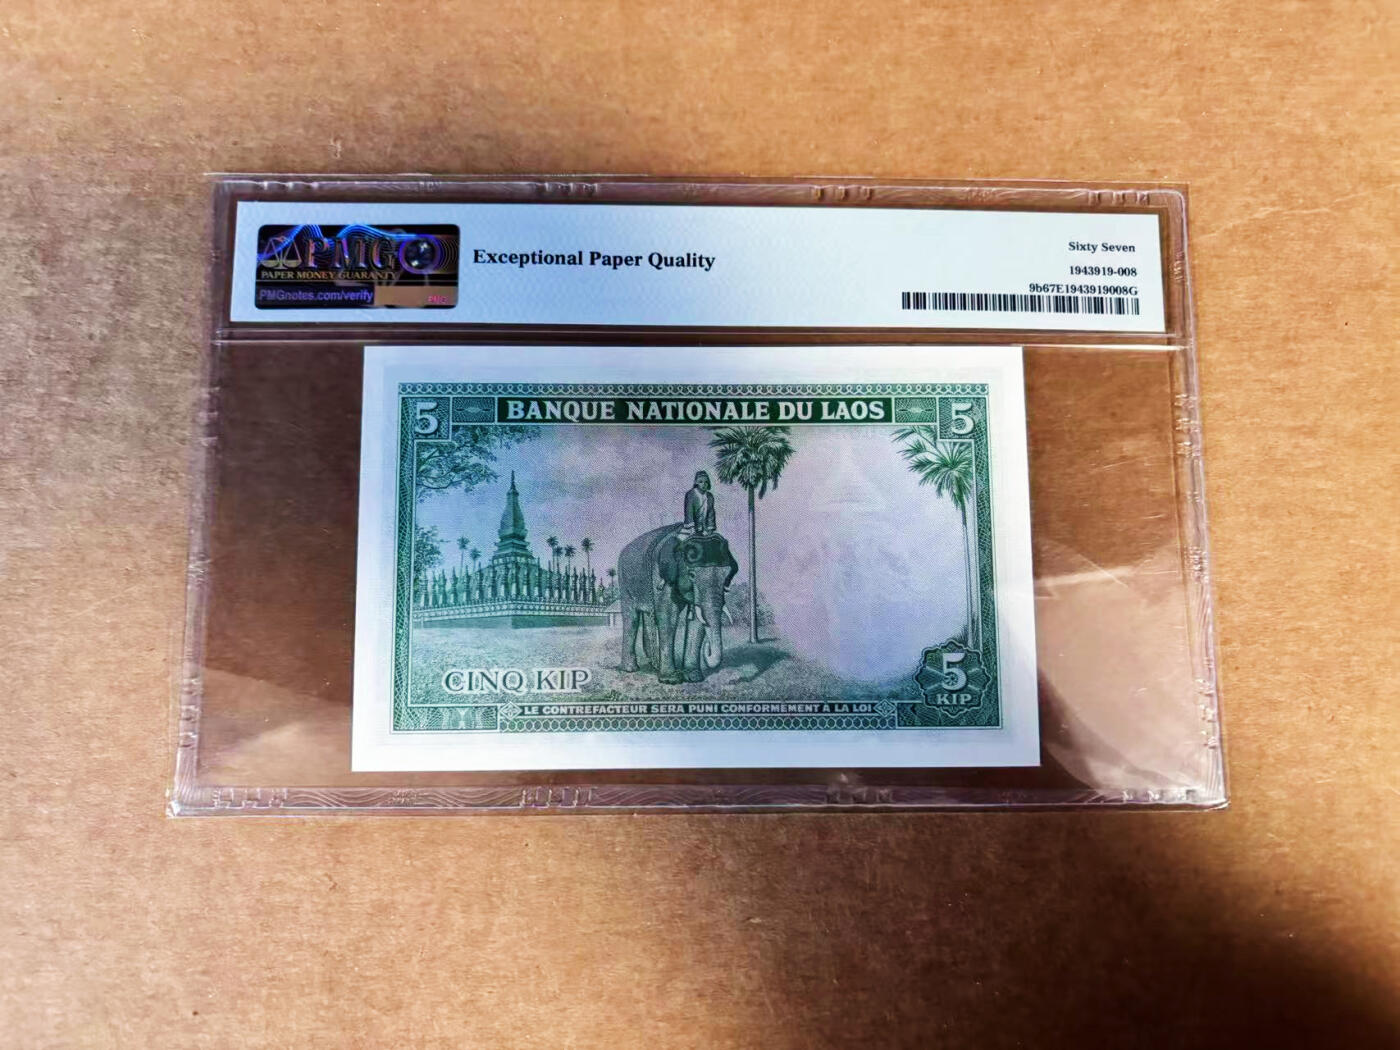 PMG
PAPER MONEY GUARANTY
PMGnotes.com/verify
PMG
Exceptional Paper Quality
Sixty Seven
1943919-008
9b67E1943919008G
5
BANQUE NATIONALE DU LAOS
5
CINQ KIP
5
KIP
LE CONTREFACTEUR SERA PUNI CONFORMEMENT À LA LOI